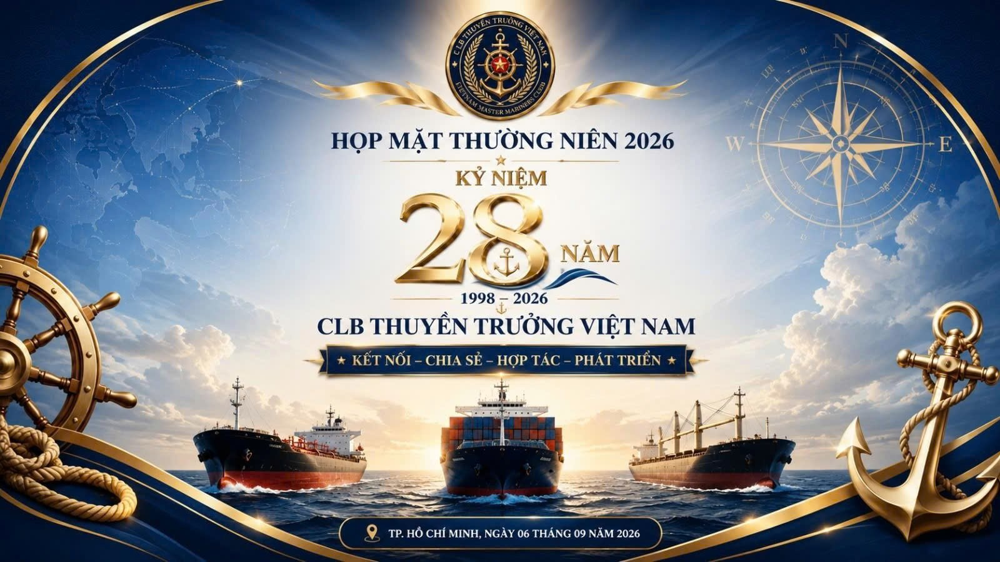 CLB THUYỀN TRƯỞNG VIỆT NAM
VIETNAM MASTER MARINERS CLUB
HỌP MẶT THƯỜNG NIÊN 2026
KỶ NIỆM
28 NĂM
1998 – 2026
CLB THUYỀN TRƯỞNG VIỆT NAM
KẾT NỐI – CHIA SẺ – HỢP TÁC – PHÁT TRIỂN
TP. HỒ CHÍ MINH, NGÀY 06 THÁNG 09 NĂM 2026
N
W
E
S